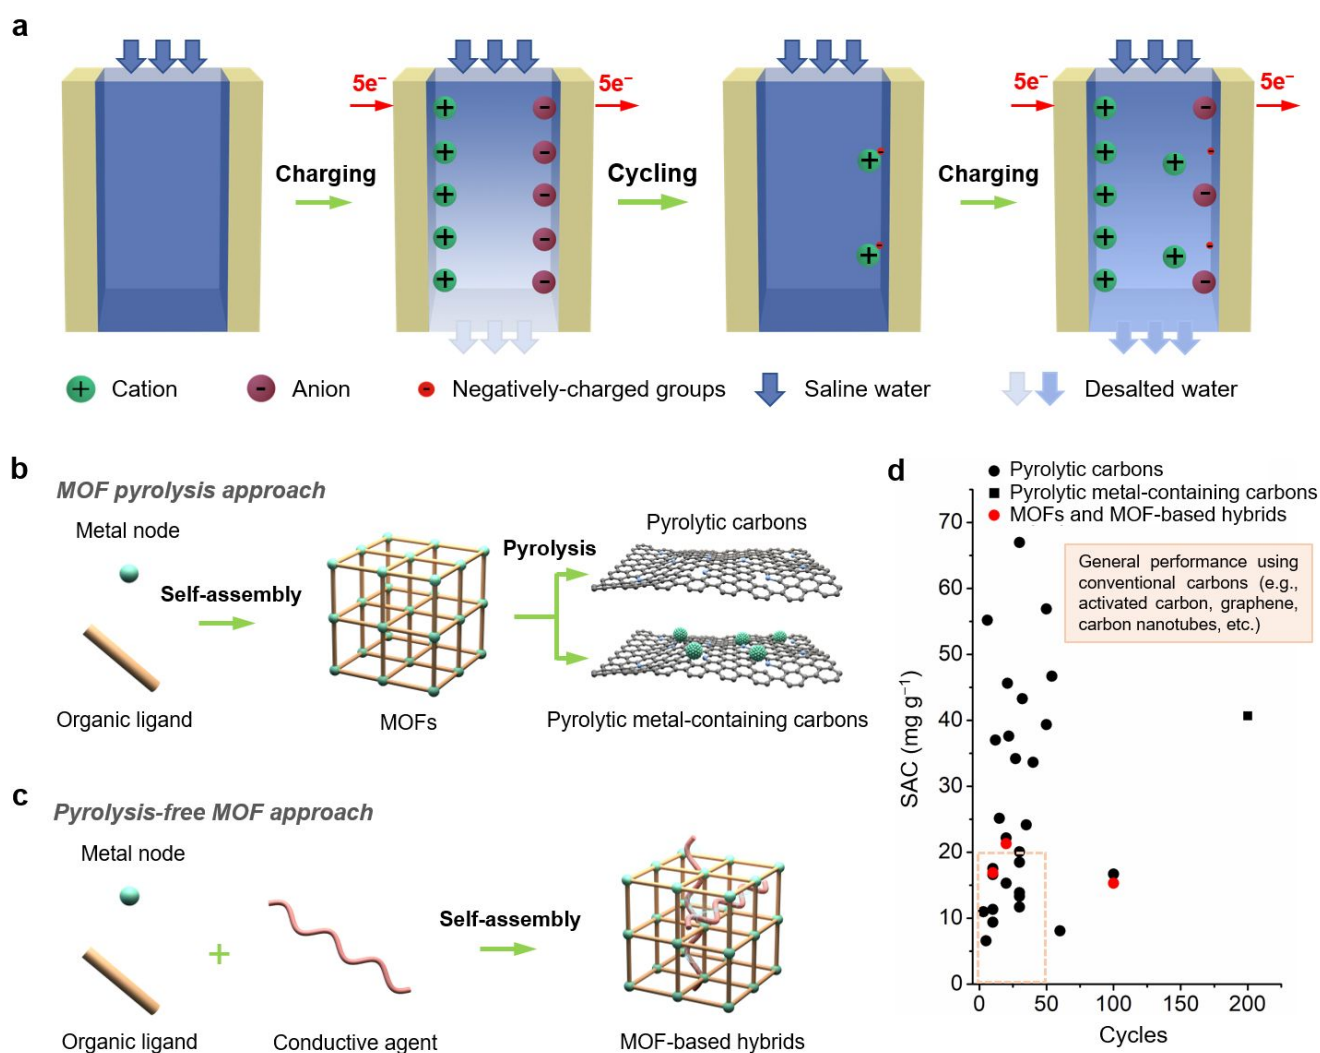 a
5e⁻ 5e⁻ 5e⁻ 5e⁻
Charging Cycling Charging
Cation Anion Negatively-charged groups Saline water Desalted water
b
MOF pyrolysis approach
Metal node
Self-assembly
Organic ligand
MOFs
Pyrolysis
Pyrolytic carbons
Pyrolytic metal-containing carbons
c
Pyrolysis-free MOF approach
Metal node
+
Organic ligand
Conductive agent
Self-assembly
MOF-based hybrids
d
Pyrolytic carbons
Pyrolytic metal-containing carbons
MOFs and MOF-based hybrids
General performance using
conventional carbons (e.g.,
activated carbon, graphene,
carbon nanotubes, etc.)
SAC (mg g⁻¹)
70
60
50
40
30
20
10
0
0 50 100 150 200
Cycles